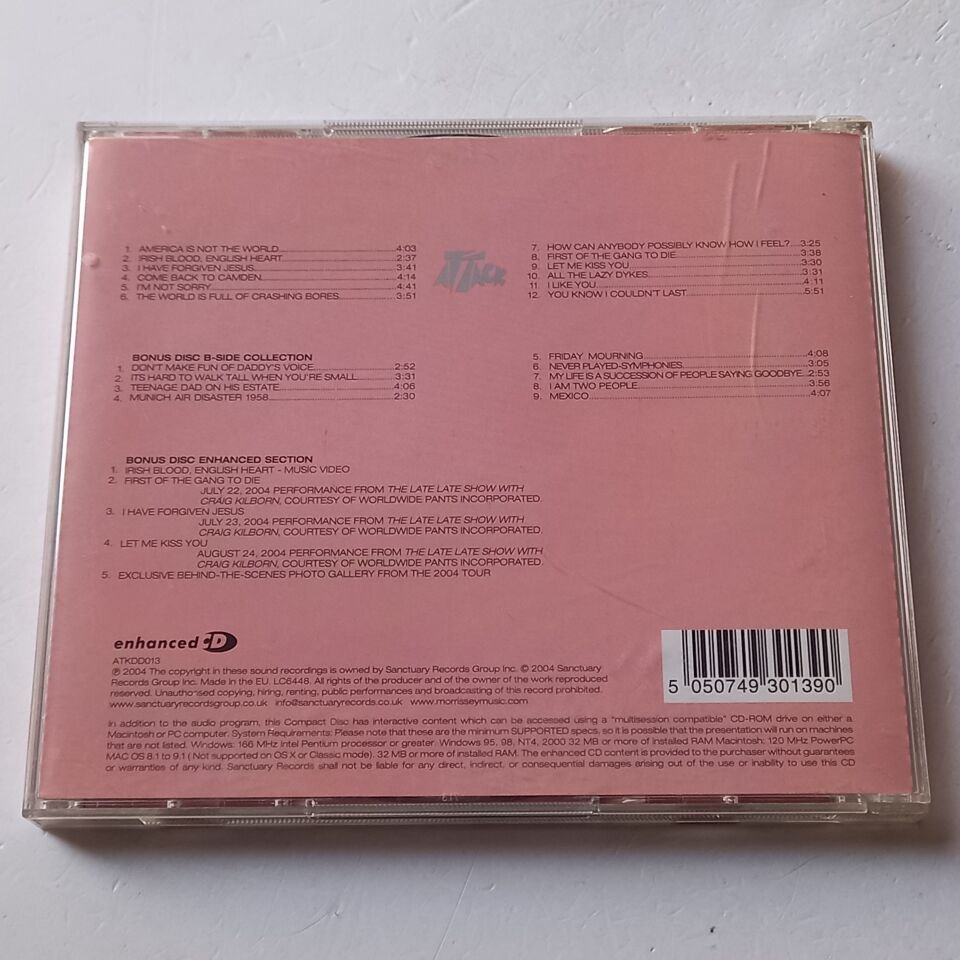 1. AMERICA IS NOT THE WORLD 4:03
2. IRISH BLOOD, ENGLISH HEART 2:37
3. I HAVE FORGIVEN JESUS 3:41
4. COME BACK TO CAMDEN 4:14
5. I'M NOT SORRY 4:41
6. THE WORLD IS FULL OF CRASHING BORES 3:51
ATTACK
7. HOW CAN ANYBODY POSSIBLY KNOW HOW I FEEL? 3:25
8. FIRST OF THE GANG TO DIE 3:38
9. LET ME KISS YOU 3:30
10. ALL THE LAZY DYKES 3:31
11. I LIKE YOU 4:11
12. YOU KNOW I COULDN'T LAST 5:51
BONUS DISC B-SIDE COLLECTION
1. DON'T MAKE FUN OF DADDY'S VOICE 2:52
2. ITS HARD TO WALK TALL WHEN YOU'RE SMALL 3:31
3. TEENAGE DAD ON HIS ESTATE 4:06
4. MUNICH AIR DISASTER 1958 2:30
5. FRIDAY MOURNING 4:08
6. NEVER PLAYED-SYMPHONIES 3:05
7. MY LIFE IS A SUCCESSION OF PEOPLE SAYING GOODBYE 2:53
8. I AM TWO PEOPLE 3:56
9. MEXICO 4:07
BONUS DISC ENHANCED SECTION
1. IRISH BLOOD, ENGLISH HEART - MUSIC VIDEO
2. FIRST OF THE GANG TO DIE
JULY 22, 2004 PERFORMANCE FROM THE LATE LATE SHOW WITH
CRAIG KILBORN, COURTESY OF WORLDWIDE PANTS INCORPORATED.
3. I HAVE FORGIVEN JESUS
JULY 23, 2004 PERFORMANCE FROM THE LATE LATE SHOW WITH
CRAIG KILBORN, COURTESY OF WORLDWIDE PANTS INCORPORATED.
4. LET ME KISS YOU
AUGUST 24, 2004 PERFORMANCE FROM THE LATE LATE SHOW WITH
CRAIG KILBORN, COURTESY OF WORLDWIDE PANTS INCORPORATED.
5. EXCLUSIVE BEHIND-THE-SCENES PHOTO GALLERY FROM THE 2004 TOUR
enhanced CD
ATKDD013
℗ 2004 The copyright in these sound recordings is owned by Sanctuary Records Group Inc. © 2004 Sanctuary
Records Group Inc. Made in the EU. LC6448. All rights of the producer and of the owner of the work reproduced
reserved. Unauthorised copying, hiring, renting, public performances and broadcasting of this record prohibited.
www.sanctuaryrecordsgroup.co.uk info@sanctuaryrecords.co.uk www.morrisseymusic.com
5 050749 301390
In addition to the audio program, this Compact Disc has interactive content which can be accessed using a "multisession compatible" CD-ROM drive on either a
Macintosh or PC computer. System Requirements: Please note that these are the minimum SUPPORTED specs, so it is possible that the presentation will run on machines
that are not listed. Windows: 166 MHz Intel Pentium processor or greater. Windows 95, 98, NT4, 2000 32 MB or more of installed RAM Macintosh: 120 MHz PowerPC
MAC OS 8.1 to 9.1 ( Not supported on OS X or Classic mode). 32 MB or more of installed RAM. The enhanced CD content is provided to the purchaser without guarantees
or warranties of any kind. Sanctuary Records shall not be liable for any direct, indirect, or consequential damages arising out of the use or inability to use this CD